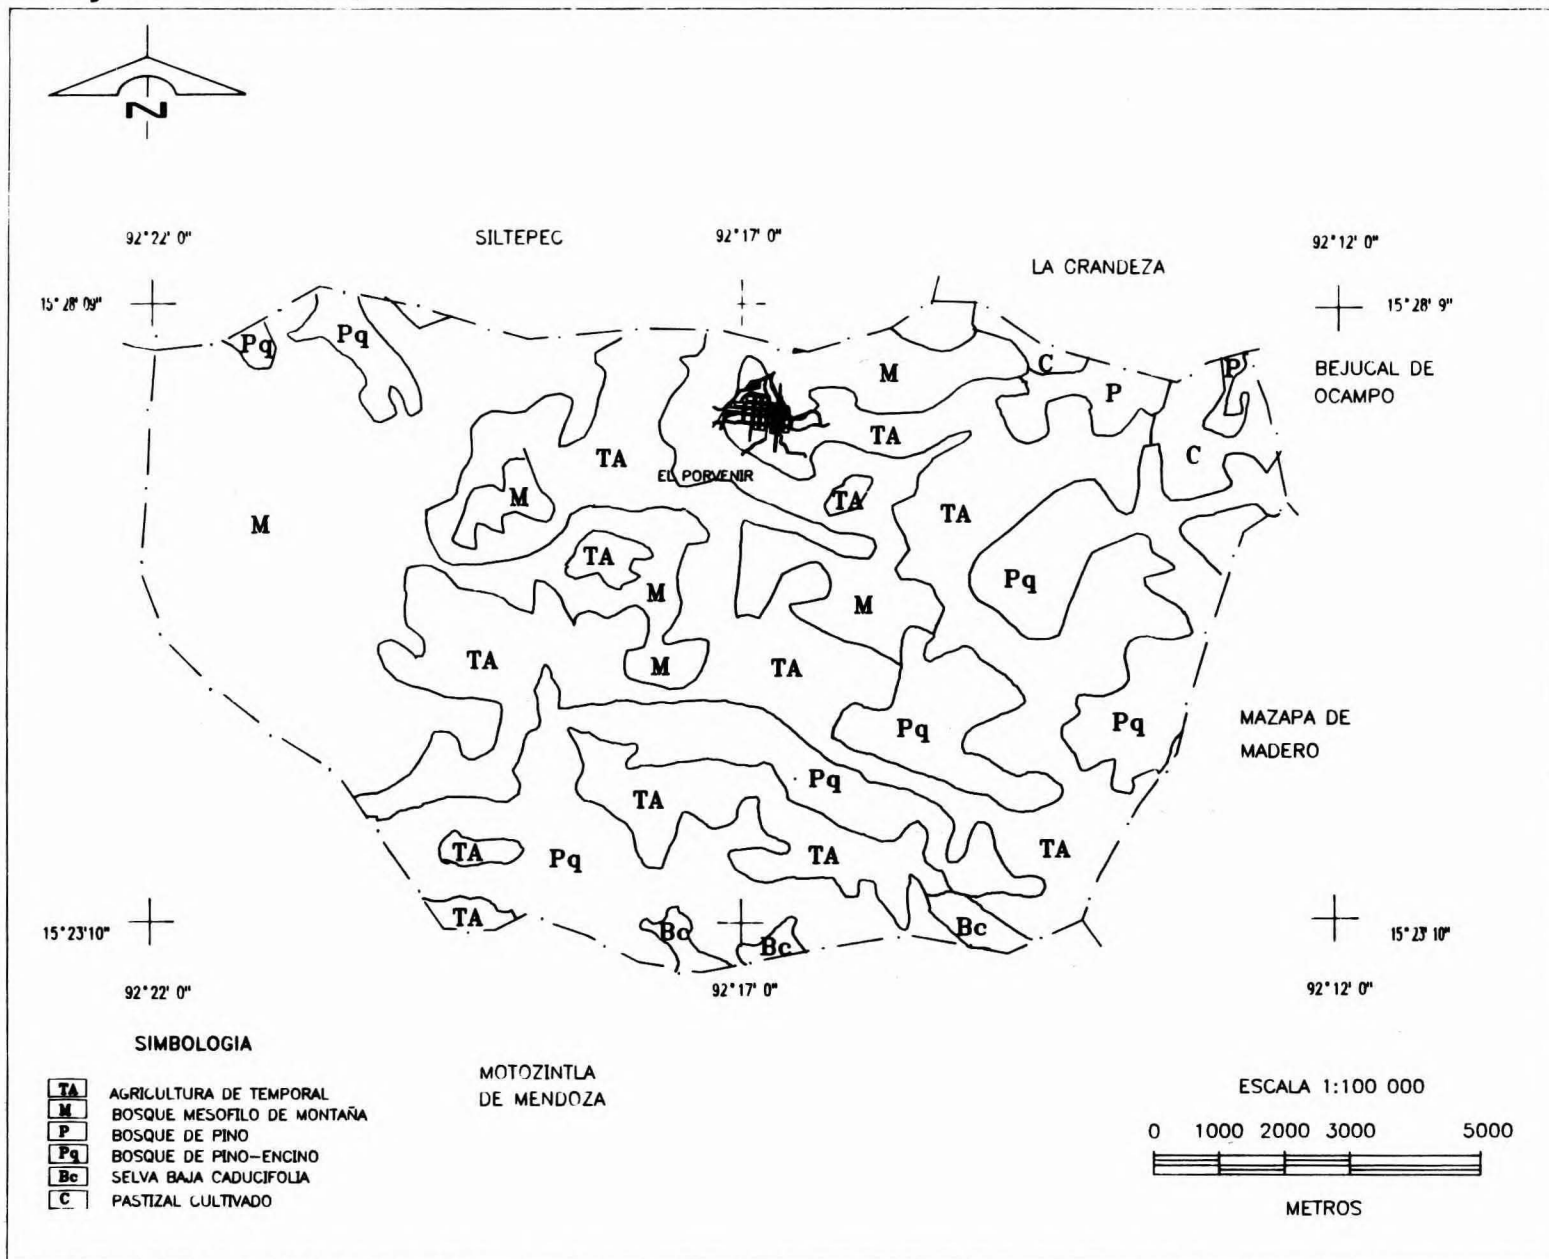 N
92°22' 0"
SILTEPEC
92°17' 0"
92°12' 0"
LA GRANDEZA
15°28' 09"
15°28' 9"
Pq
Pq
C
P
P
BEJUCAL DE
OCAMPO
M
TA
C
TA
EL PORVENIR
M
TA
TA
M
TA
Pq
M
M
TA
M
TA
Pq
Pq
MAZAPA DE
MADERO
Pq
TA
TA
Pq
TA
TA
TA
Bc
Bc
Bc
15°23'10"
15°23'10"
92°22' 0"
92°17' 0"
92°12' 0"
SIMBOLOGIA
TA AGRICULTURA DE TEMPORAL
M BOSQUE MESOFILO DE MONTAÑA
P BOSQUE DE PINO
Pq BOSQUE DE PINO-ENCINO
Bc SELVA BAJA CADUCIFOLIA
C PASTIZAL CULTIVADO
MOTOZINTLA
DE MENDOZA
ESCALA 1:100 000
0 1000 2000 3000 5000
METROS